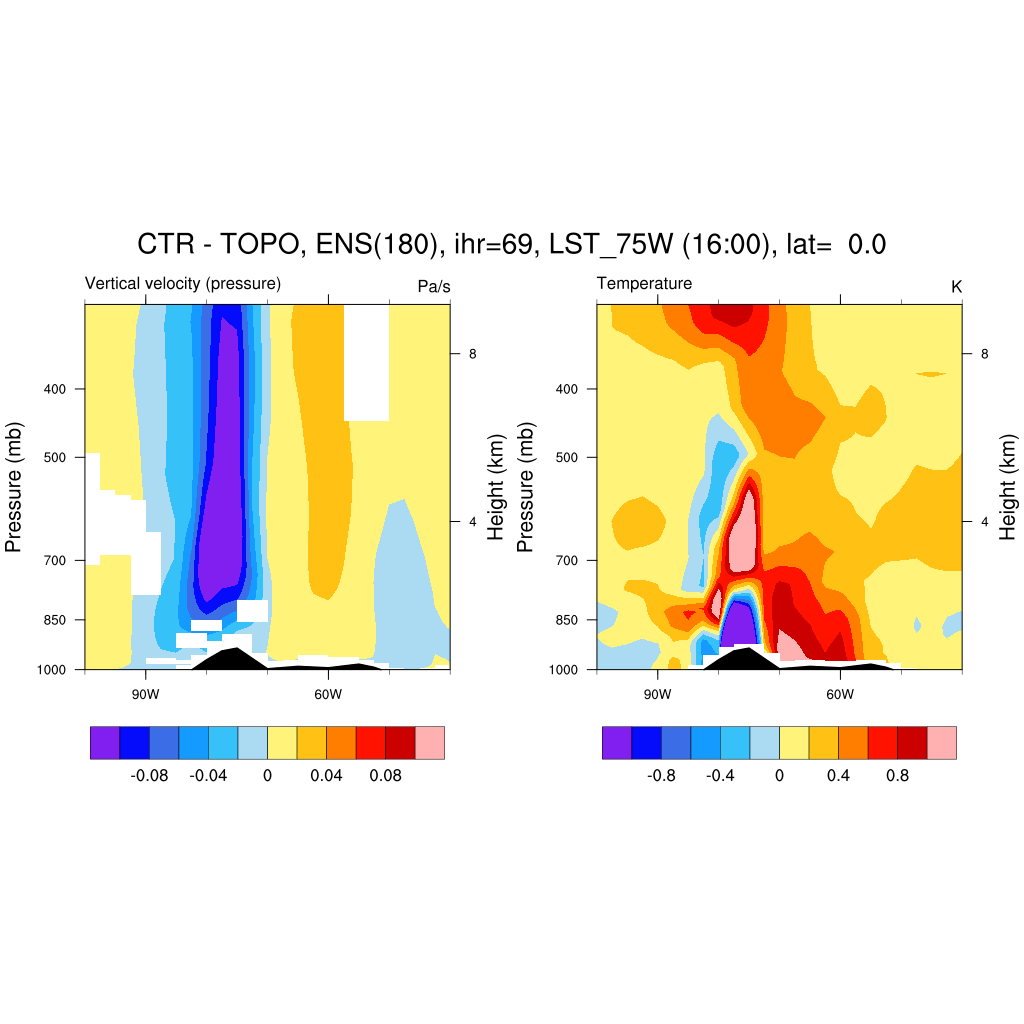 CTR - TOPO, ENS(180), ihr=69, LST_75W (16:00), lat=  0.0
Vertical velocity (pressure)
Pa/s
Pressure (mb)
400
500
700
850
1000
8
4
Height (km)
90W
60W
-0.08
-0.04
0
0.04
0.08
Temperature
K
Pressure (mb)
400
500
700
850
1000
8
4
Height (km)
90W
60W
-0.8
-0.4
0
0.4
0.8